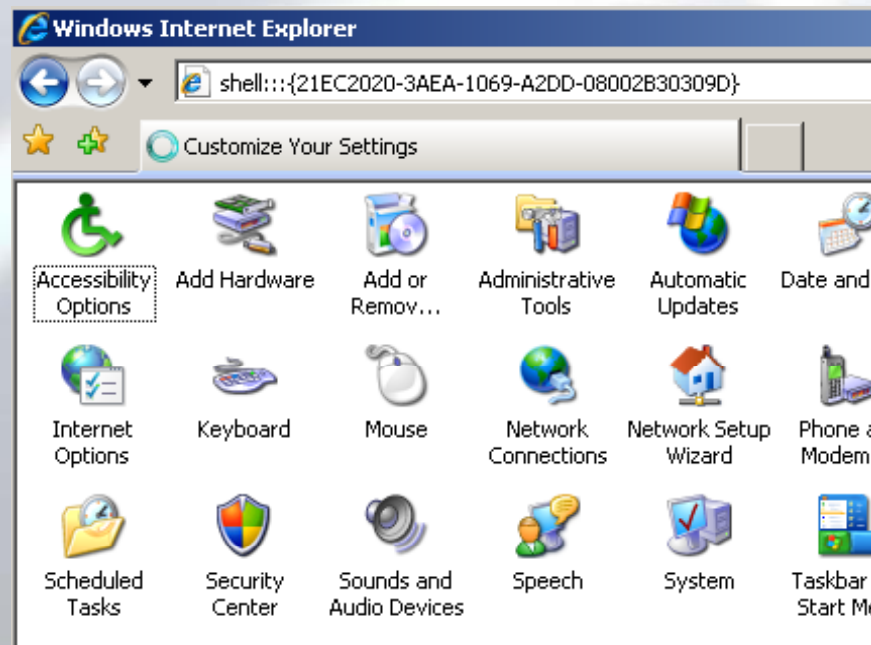 Windows Internet Explorer
shell:::{21EC2020-3AEA-1069-A2DD-08002B30309D}
Customize Your Settings
Accessibility Options
Add Hardware
Add or Remov...
Administrative Tools
Automatic Updates
Date and
Internet Options
Keyboard
Mouse
Network Connections
Network Setup Wizard
Phone a
Modem
Scheduled Tasks
Security Center
Sounds and Audio Devices
Speech
System
Taskbar
Start Me